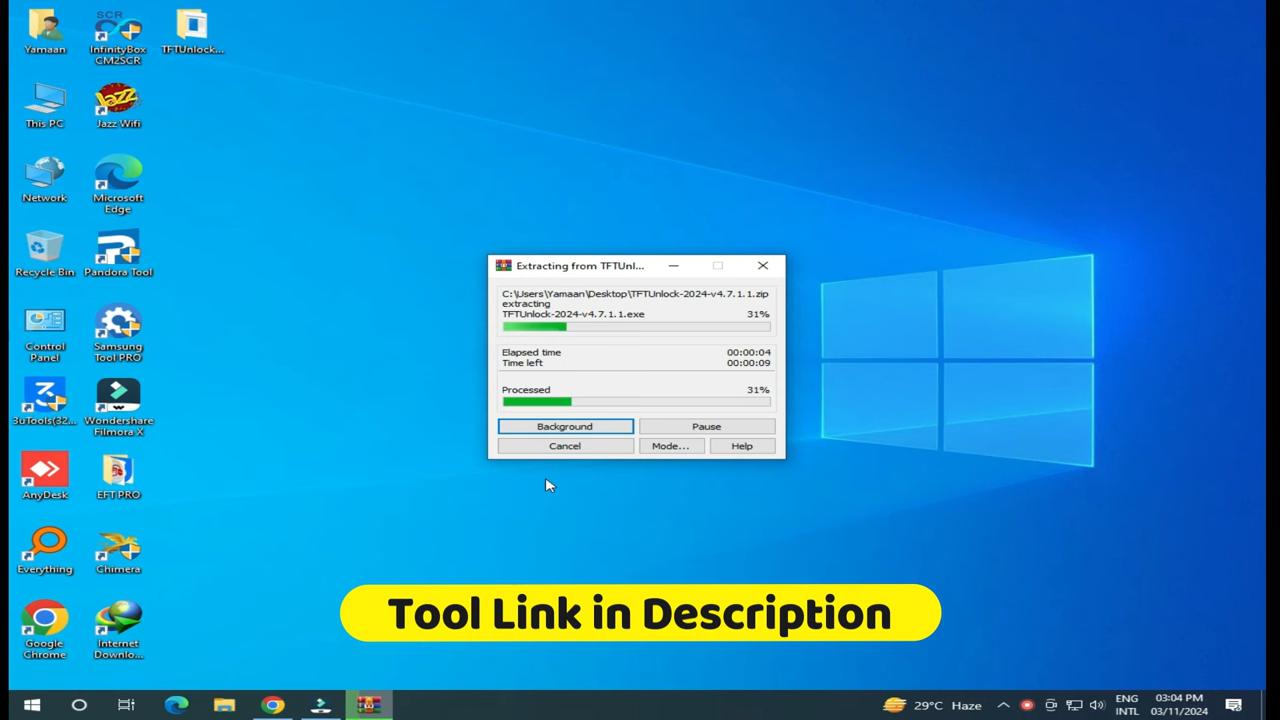 SCR
Yamaan
InfinityBox
CM2SCR
TFTUnlock...
This PC
Jazz
Jazz Wifi
Network
Microsoft
Edge
Recycle Bin
Pandora Tool
Control
Panel
Samsung
Tool PRO
3uTools(32...
Wondershare
Filmora X
AnyDesk
EFT PRO
Everything
Chimera
Google
Chrome
Internet
Downlo...
Extracting from TFTUnl...
C:\Users\Yamaan\Desktop\TFTUnlock-2024-v4.7.1.1.zip
extracting
TFTUnlock-2024-v4.7.1.1.exe 31%
Elapsed time 00:00:04
Time left 00:00:09
Processed 31%
Background Pause
Cancel Mode... Help
Tool Link in Description
29°C Haze
ENG
INTL
03:04 PM
03/11/2024